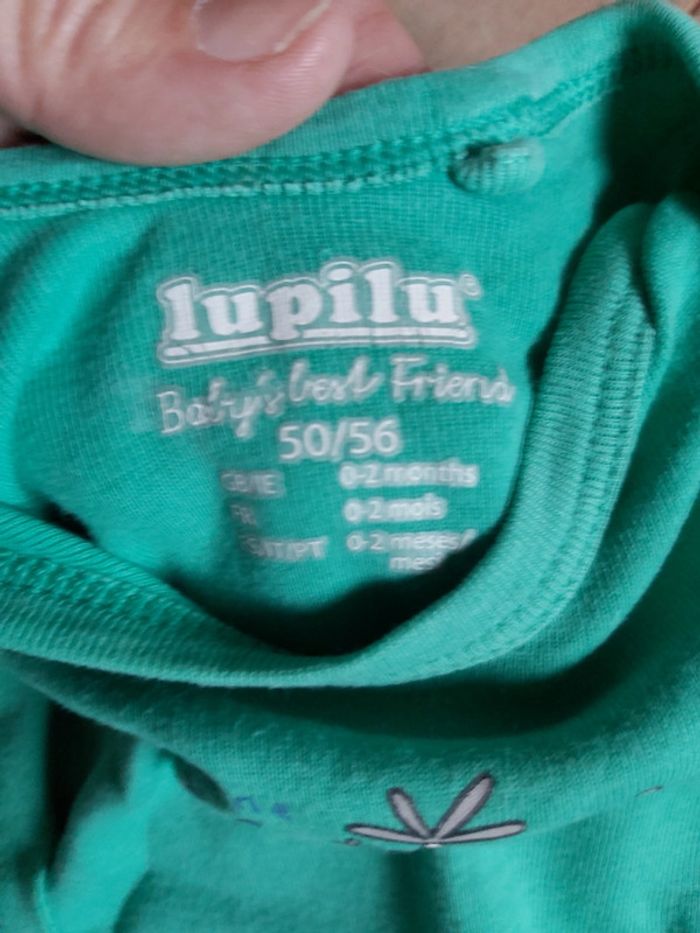 lupilu®
Baby's best Friend
50/56
GB/IE 0-2 months
FR 0-2 mois
0-2 meses/